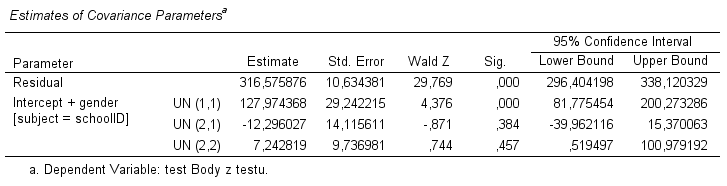 Estimates of Covariance Parametersa
95% Confidence Interval
Parameter Estimate Std. Error Wald Z Sig. Lower Bound Upper Bound
Residual 316,575876 10,634381 29,769 ,000 296,404198 338,120329
Intercept + gender UN (1,1) 127,974368 29,242215 4,376 ,000 81,775454 200,273286
[subject = schoolID] UN (2,1) -12,296027 14,115611 -,871 ,384 -39,962116 15,370063
UN (2,2) 7,242819 9,736981 ,744 ,457 ,519497 100,979192
a. Dependent Variable: test Body z testu.